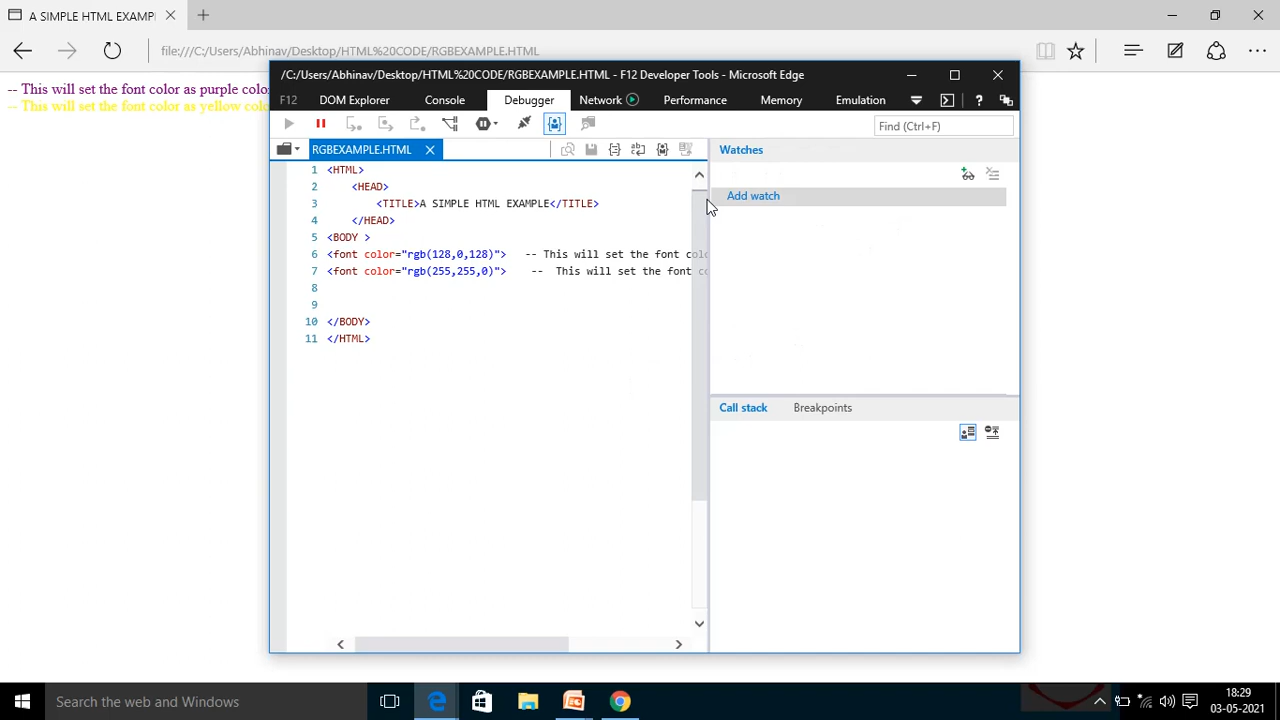 A SIMPLE HTML EXAMP
file:///C:/Users/Abhinav/Desktop/HTML%20CODE/RGBEXAMPLE.HTML
-- This will set the font color as purple color
-- This will set the font color as yellow colo
/C:/Users/Abhinav/Desktop/HTML%20CODE/RGBEXAMPLE.HTML - F12 Developer Tools - Microsoft Edge
F12 DOM Explorer Console Debugger Network Performance Memory Emulation ?
Find (Ctrl+F)
RGBEXAMPLE.HTML
Watches
Add watch
1 <HTML>
2 <HEAD>
3 <TITLE>A SIMPLE HTML EXAMPLE</TITLE>
4 </HEAD>
5 <BODY >
6 <font color="rgb(128,0,128)"> -- This will set the font colo
7 <font color="rgb(255,255,0)"> -- This will set the font co
8
9
10 </BODY>
11 </HTML>
Call stack Breakpoints
Search the web and Windows
18:29
03-05-2021